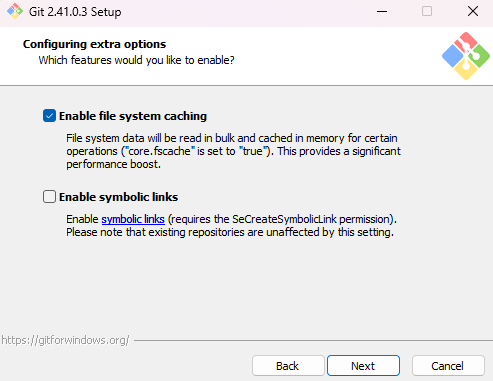 Git 2.41.0.3 Setup
Configuring extra options
Which features would you like to enable?
Enable file system caching
File system data will be read in bulk and cached in memory for certain
operations ("core.fscache" is set to "true"). This provides a significant
performance boost.
Enable symbolic links
Enable symbolic links (requires the SeCreateSymbolicLink permission).
Please note that existing repositories are unaffected by this setting.
https://gitforwindows.org/
Back Next Cancel